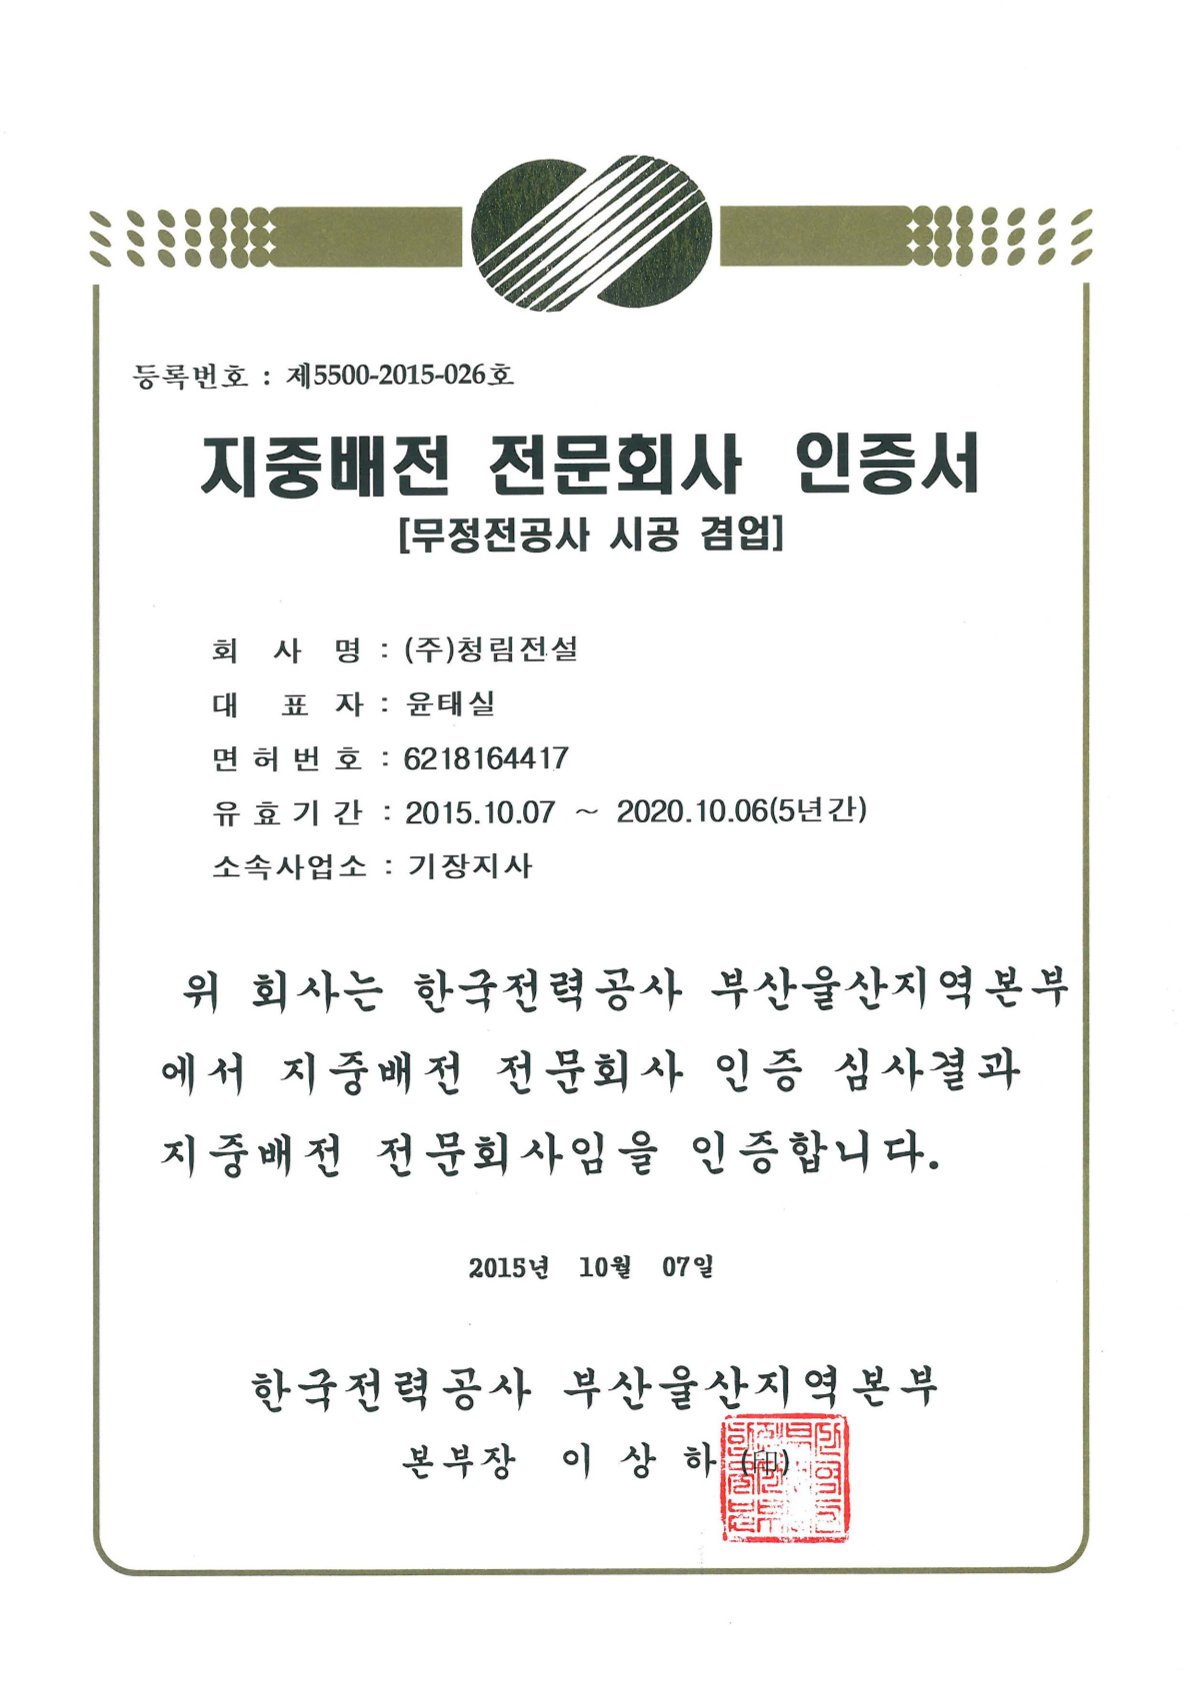 등록번호 : 제5500-2015-026호
지중배전 전문회사 인증서
[무정전공사 시공 겸업]
회 사 명 : (주)청림전설
대 표 자 : 윤태실
면 허 번 호 : 6218164417
유 효 기 간 : 2015.10.07 ~ 2020.10.06(5년간)
소속사업소 : 기장지사
위 회사는 한국전력공사 부산울산지역본부
에서 지중배전 전문회사 인증 심사결과
지중배전 전문회사임을 인증합니다.
2015년 10월 07일
한국전력공사 부산울산지역본부
본부장 이 상 하 (印)